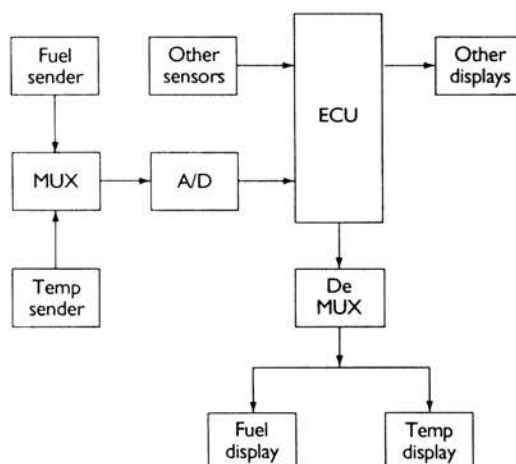 Fuel
sender
Other
sensors
ECU
Other
displays
MUX
A/D
Temp
sender
De
MUX
Fuel
display
Temp
display